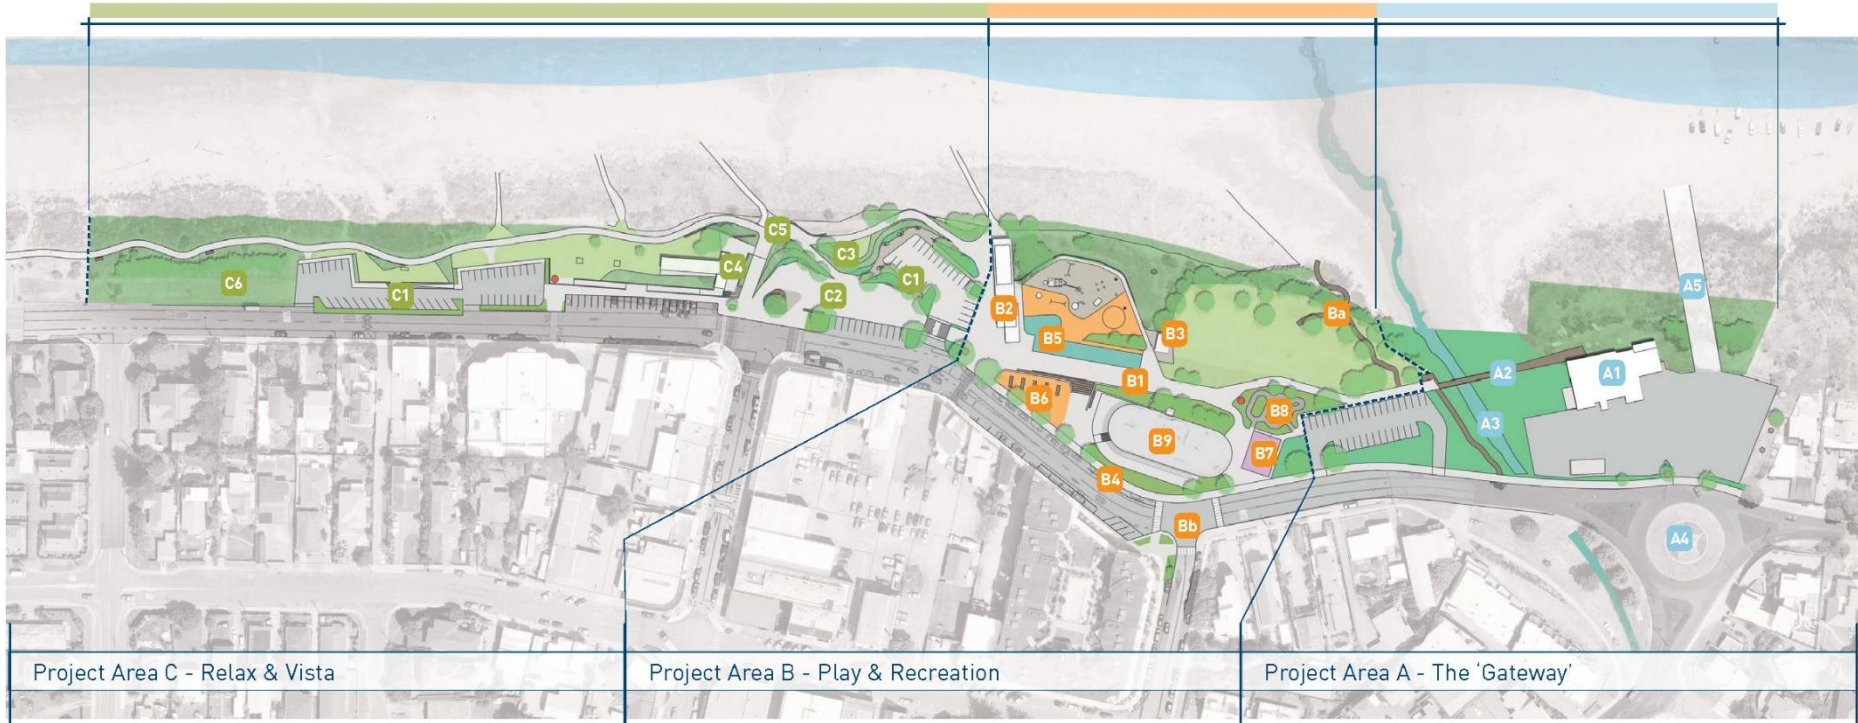 C5
C3
C4
C6
C1
C1
C2
B2
B5
B3
Ba
B1
B6
B8
B9
B7
B4
Bb
A5
A2
A1
A3
A4
Project Area C - Relax & Vista
Project Area B - Play & Recreation
Project Area A - The ‘Gateway’